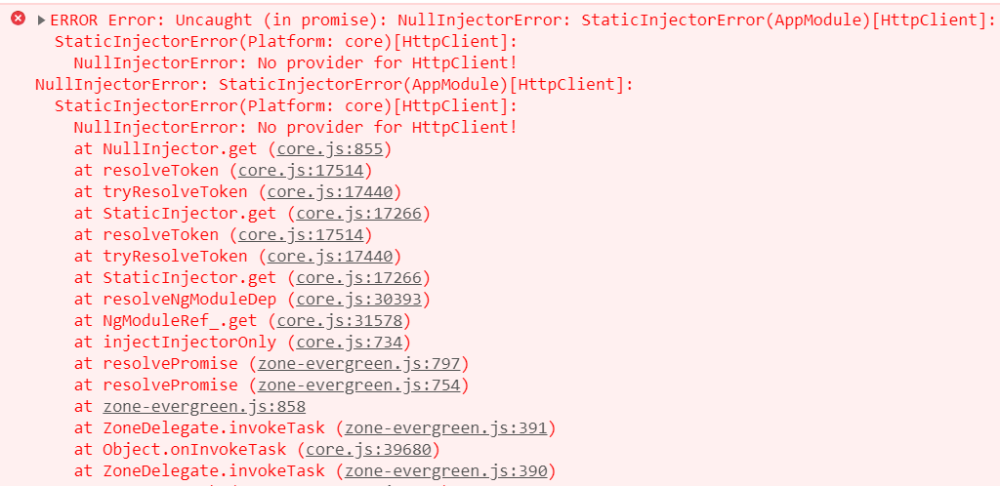 ERROR Error: Uncaught (in promise): NullInjectorError: StaticInjectorError(AppModule)[HttpClient]:
StaticInjectorError(Platform: core)[HttpClient]:
NullInjectorError: No provider for HttpClient!
NullInjectorError: StaticInjectorError(AppModule)[HttpClient]:
StaticInjectorError(Platform: core)[HttpClient]:
NullInjectorError: No provider for HttpClient!
at NullInjector.get (core.js:855)
at resolveToken (core.js:17514)
at tryResolveToken (core.js:17440)
at StaticInjector.get (core.js:17266)
at resolveToken (core.js:17514)
at tryResolveToken (core.js:17440)
at StaticInjector.get (core.js:17266)
at resolveNgModuleDep (core.js:30393)
at NgModuleRef_.get (core.js:31578)
at injectInjectorOnly (core.js:734)
at resolvePromise (zone-evergreen.js:797)
at resolvePromise (zone-evergreen.js:754)
at zone-evergreen.js:858
at ZoneDelegate.invokeTask (zone-evergreen.js:391)
at Object.onInvokeTask (core.js:39680)
at ZoneDelegate.invokeTask (zone-evergreen.js:390)